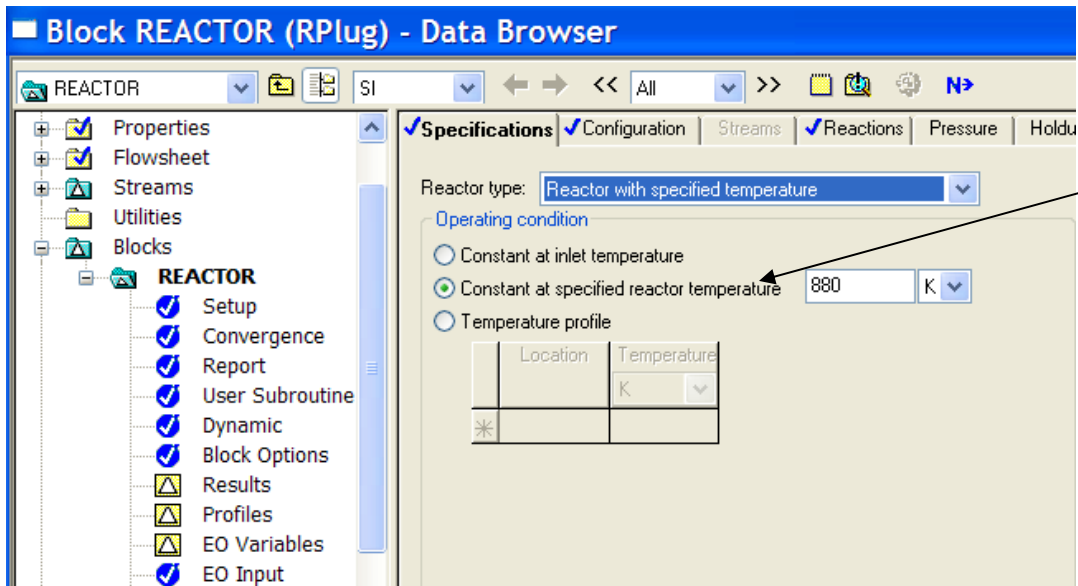 Block REACTOR (RPlug) - Data Browser
REACTOR SI << All >> N>
Properties
Flowsheet
Streams
Utilities
Blocks
REACTOR
Setup
Convergence
Report
User Subroutine
Dynamic
Block Options
Results
Profiles
EO Variables
EO Input
Specifications Configuration Streams Reactions Pressure Holdu
Reactor type: Reactor with specified temperature
Operating condition
Constant at inlet temperature
Constant at specified reactor temperature 880 K
Temperature profile
Location Temperature
K